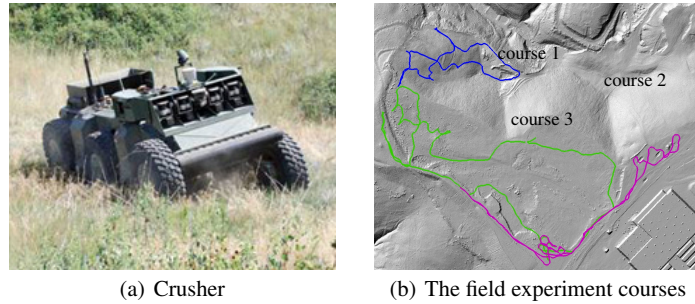 course 1
course 2
course 3
(a) Crusher
(b) The field experiment courses